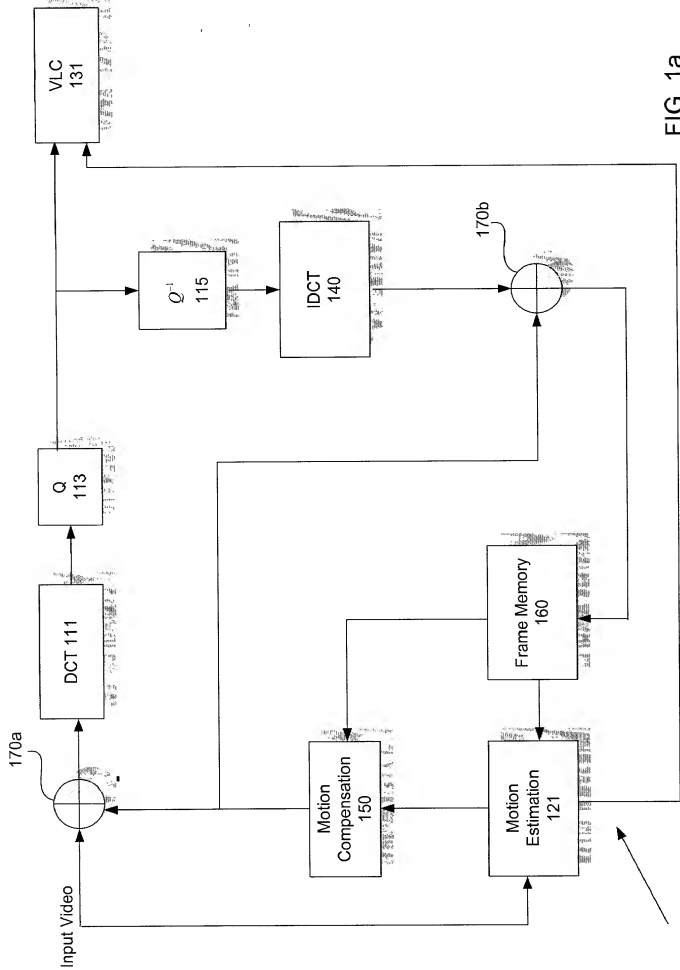 VLC
131
170a
DCT 111
Q
113
Q⁻¹
115
IDCT
140
170b
Input Video
Motion
Compensation
150
Frame Memory
160
Motion
Estimation
121
FIG. 1a